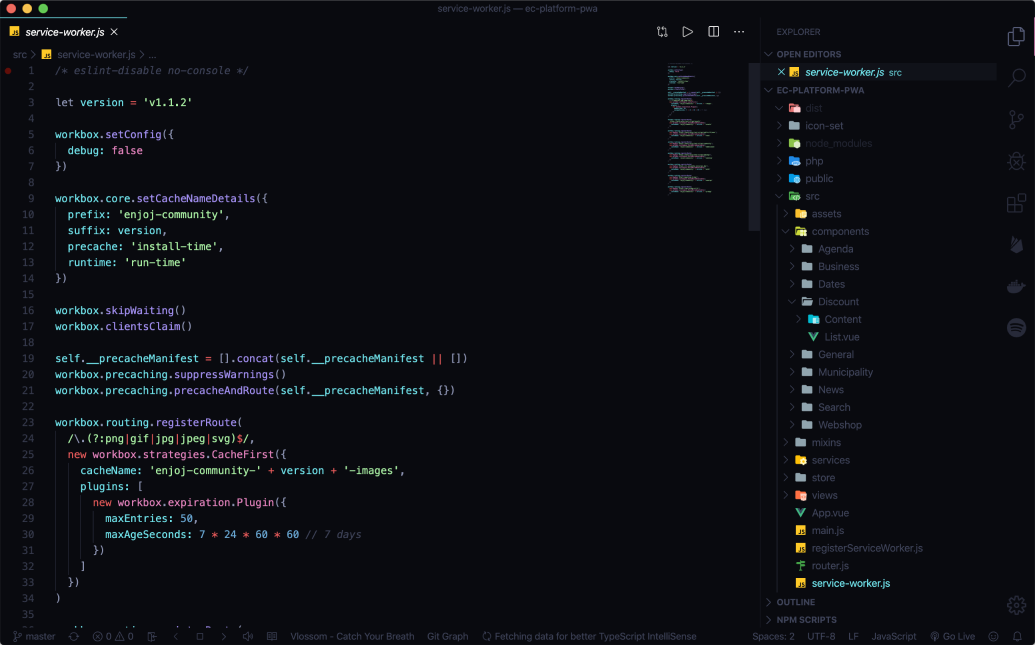 service-worker.js — ec-platform-pwa
service-worker.js
src > service-worker.js > ...
1 /* eslint-disable no-console */
2
3 let version = 'v1.1.2'
4
5 workbox.setConfig({
6 debug: false
7 })
8
9 workbox.core.setCacheNameDetails({
10 prefix: 'enjoj-community',
11 suffix: version,
12 precache: 'install-time',
13 runtime: 'run-time'
14 })
15
16 workbox.skipWaiting()
17 workbox.clientsClaim()
18
19 self.__precacheManifest = [].concat(self.__precacheManifest || [])
20 workbox.precaching.suppressWarnings()
21 workbox.precaching.precacheAndRoute(self.__precacheManifest, {})
22
23 workbox.routing.registerRoute(
24 /\.(?:png|gif|jpg|jpeg|svg)$/,
25 new workbox.strategies.CacheFirst({
26 cacheName: 'enjoj-community-' + version + '-images',
27 plugins: [
28 new workbox.expiration.Plugin({
29 maxEntries: 50,
30 maxAgeSeconds: 7 * 24 * 60 * 60 // 7 days
31 })
32 ]
33 })
34 )
35
EXPLORER
OPEN EDITORS
service-worker.js src
EC-PLATFORM-PWA
dist
icon-set
node_modules
php
public
src
assets
components
Agenda
Business
Dates
Discount
Content
List.vue
General
Municipality
News
Search
Webshop
mixins
services
store
views
App.vue
main.js
registerServiceWorker.js
router.js
service-worker.js
OUTLINE
NPM SCRIPTS
master 0 0 Vlossom - Catch Your Breath Git Graph Fetching data for better TypeScript IntelliSense Spaces: 2 UTF-8 LF JavaScript Go Live